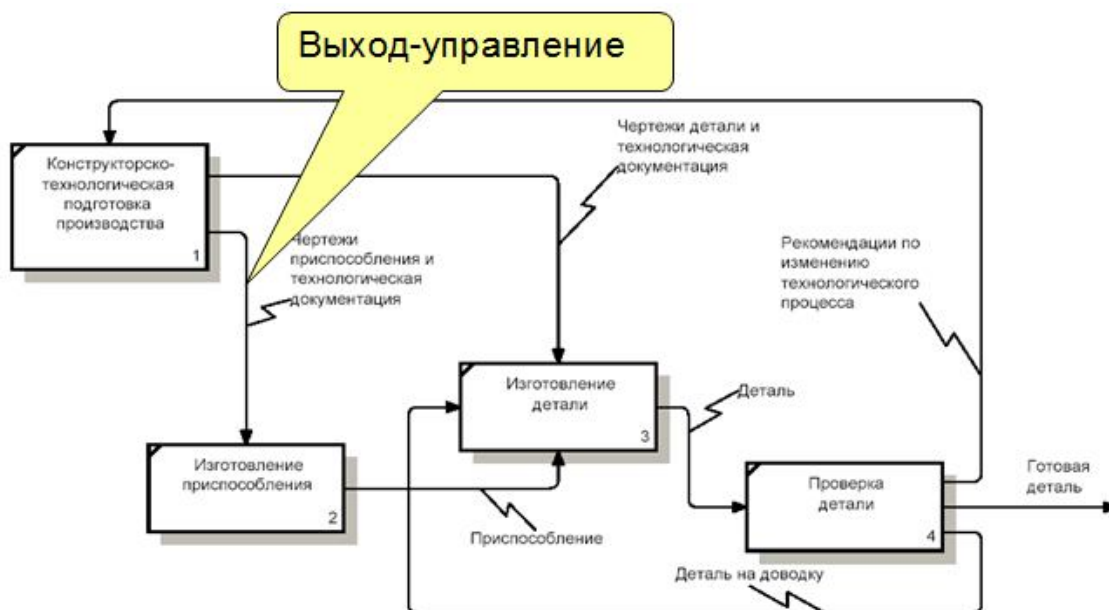 Выход-управление
Конструкторско-
технологическая
подготовка
производства
1
Чертежи детали и
технологическая
документация
Чертежи
приспособления и
технологическая
документация
Рекомендации по
изменению
технологического
процесса
Изготовление
детали
3
Деталь
Изготовление
приспособления
2
Приспособление
Проверка
детали
4
Готовая
деталь
Деталь на доводку